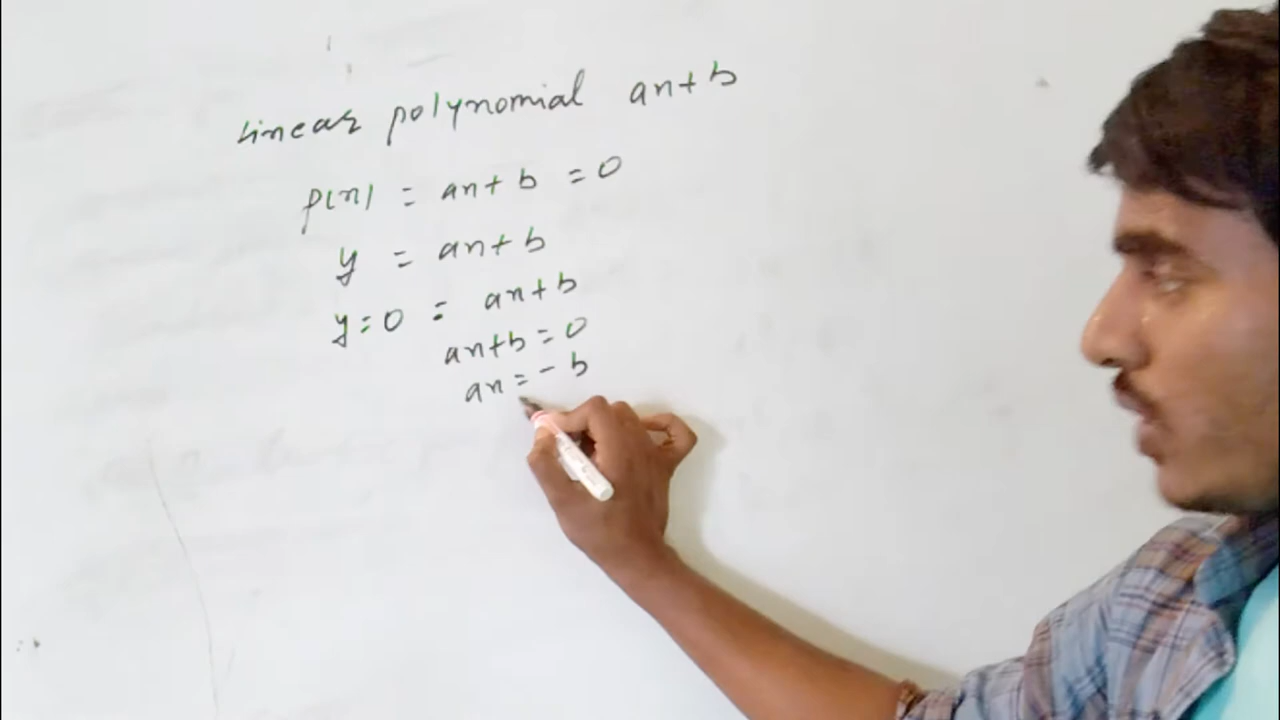 Linear polynomial an+b
p(n) = an+b = 0
y = an+b
y=0 = an+b
an+b=0
an=-b